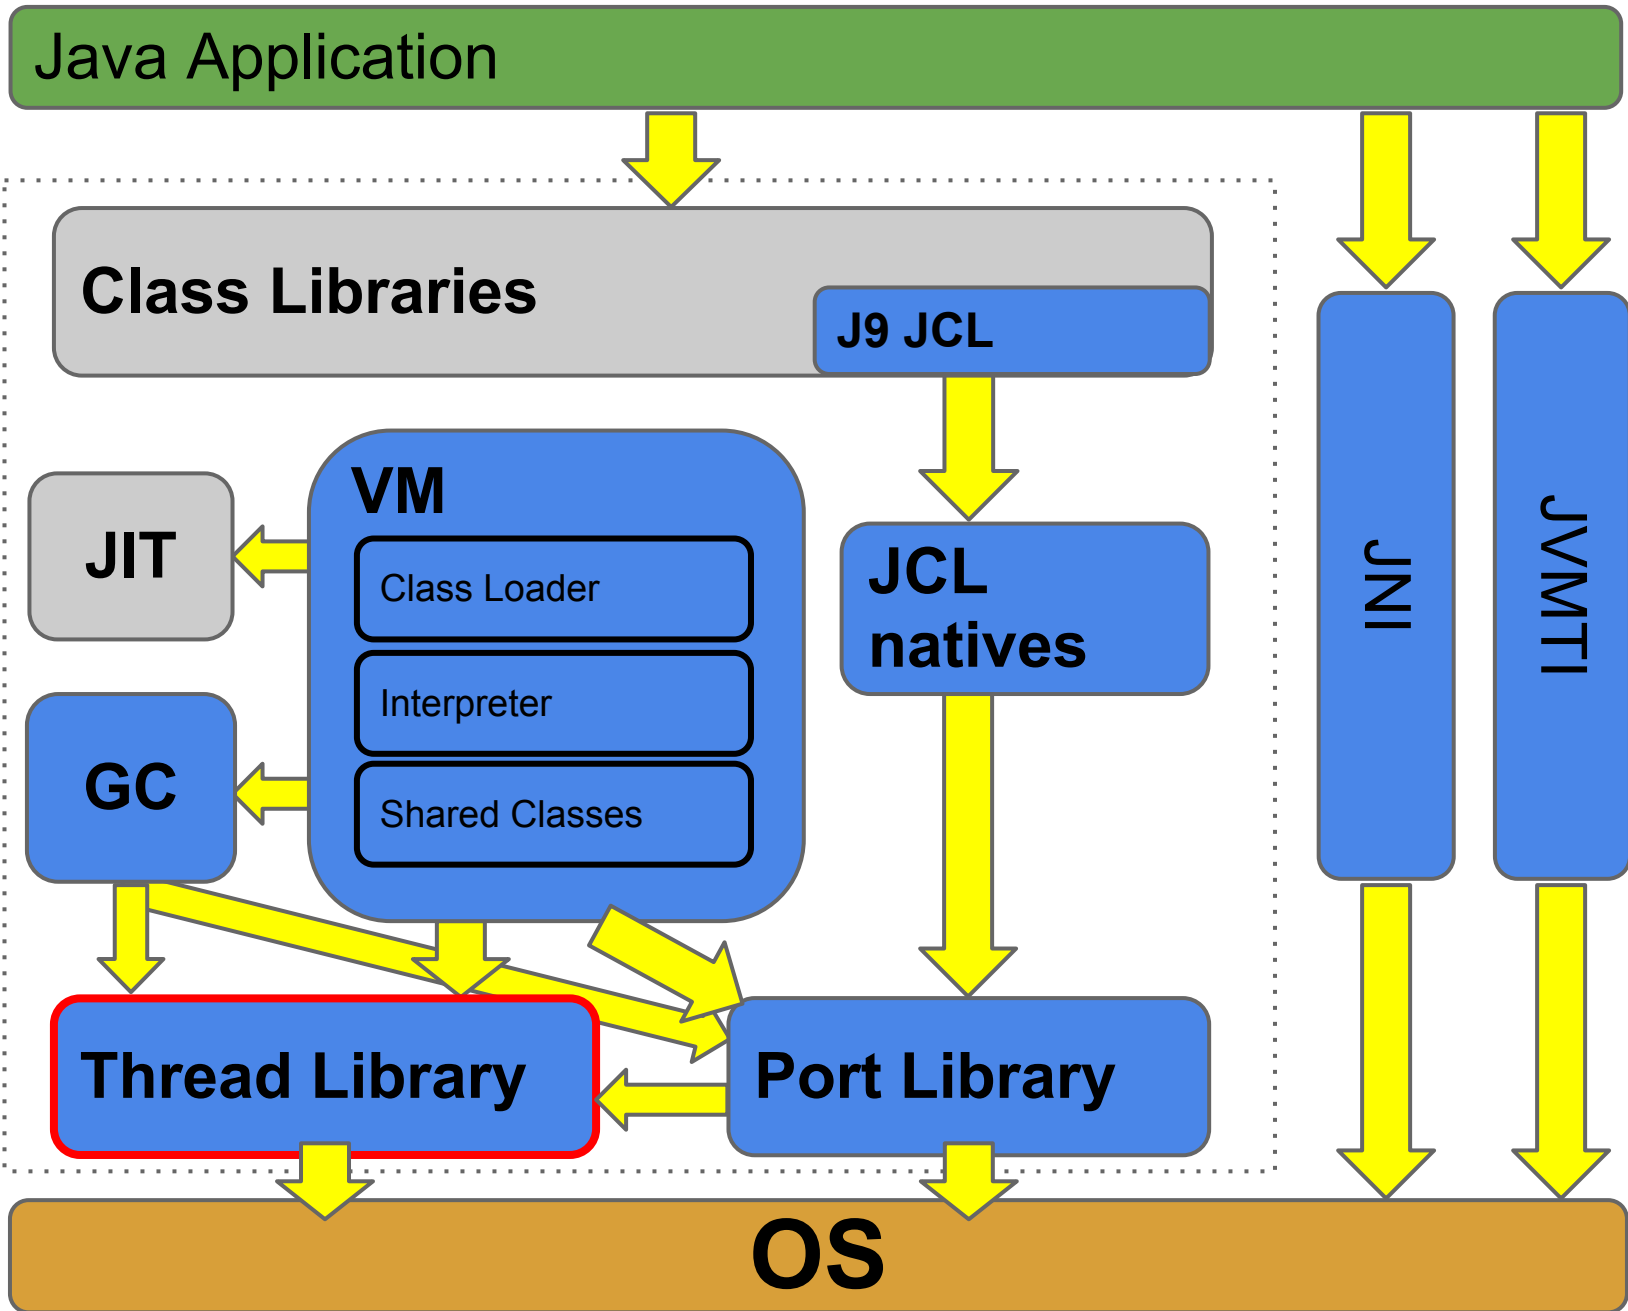 Java Application
Class Libraries
J9 JCL
VM
JIT
Class Loader
JCL
natives
JNI
JVMTI
Interpreter
GC
Shared Classes
Thread Library
Port Library
OS